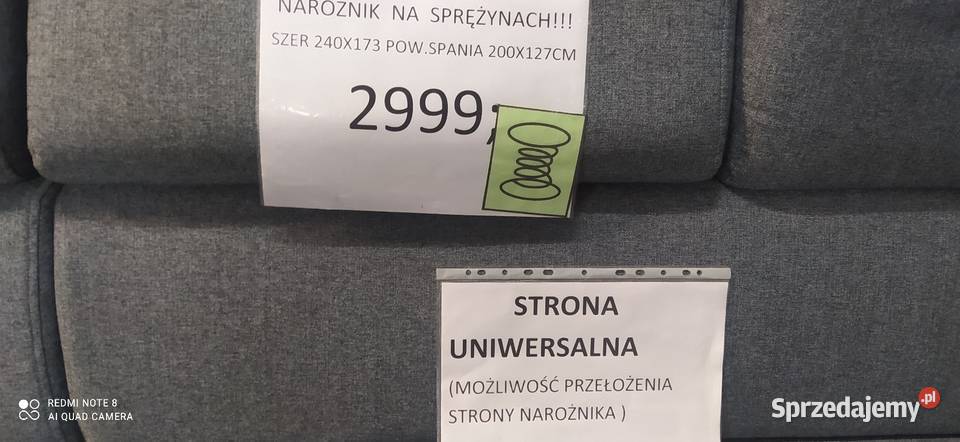 NAROŻNIK NA SPRĘŻYNACH!!!
SZER 240X173 POW.SPANIA 200X127CM
2999,
STRONA
UNIWERSALNA
(MOŻLIWOŚĆ PRZEŁOŻENIA
STRONY NAROŻNIKA )
REDMI NOTE 8
AI QUAD CAMERA
Sprzedajemy.pl